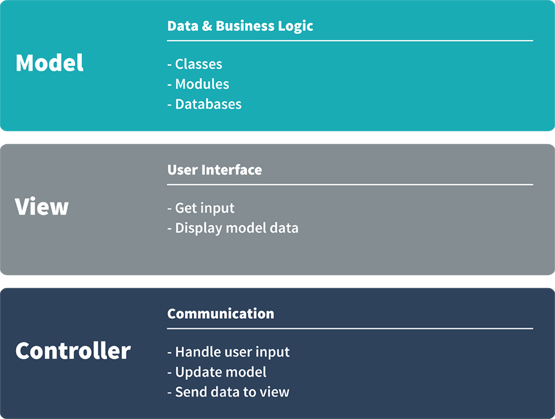 Model
Data & Business Logic
- Classes
- Modules
- Databases
View
User Interface
- Get input
- Display model data
Controller
Communication
- Handle user input
- Update model
- Send data to view